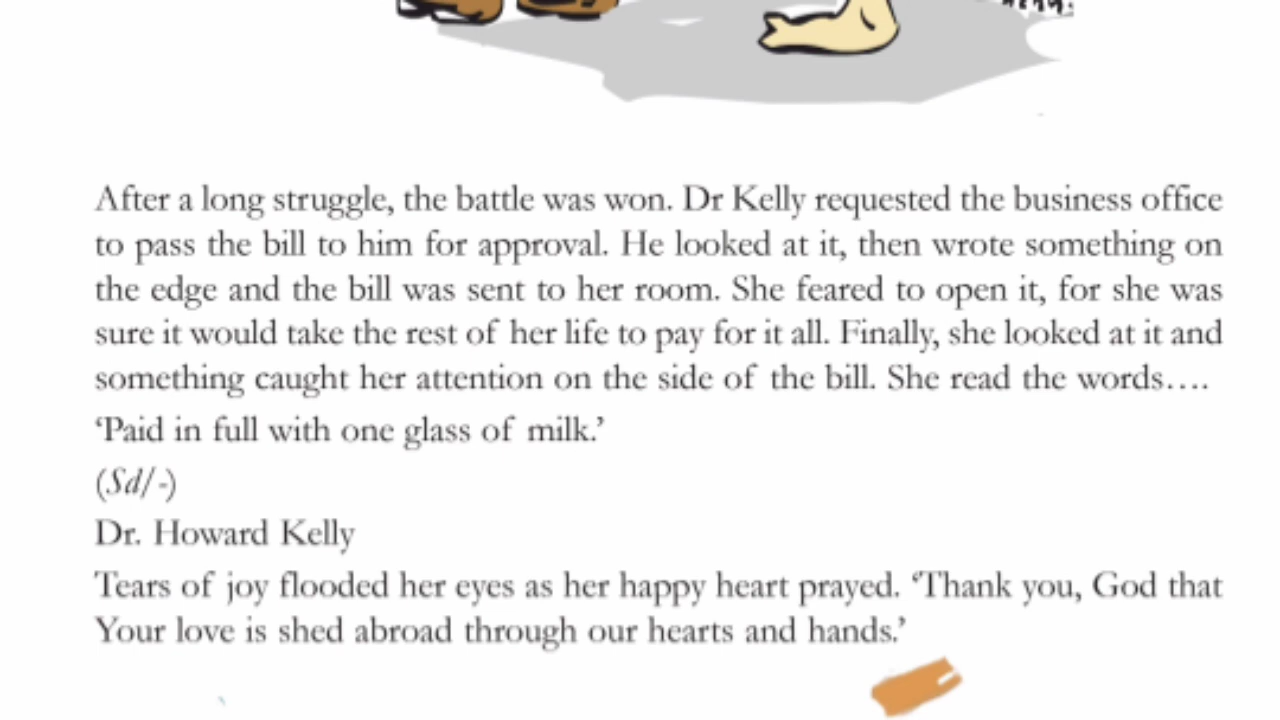 After a long struggle, the battle was won. Dr Kelly requested the business office
to pass the bill to him for approval. He looked at it, then wrote something on
the edge and the bill was sent to her room. She feared to open it, for she was
sure it would take the rest of her life to pay for it all. Finally, she looked at it and
something caught her attention on the side of the bill. She read the words….
‘Paid in full with one glass of milk.’
(Sd/-)
Dr. Howard Kelly
Tears of joy flooded her eyes as her happy heart prayed. ‘Thank you, God that
Your love is shed abroad through our hearts and hands.’